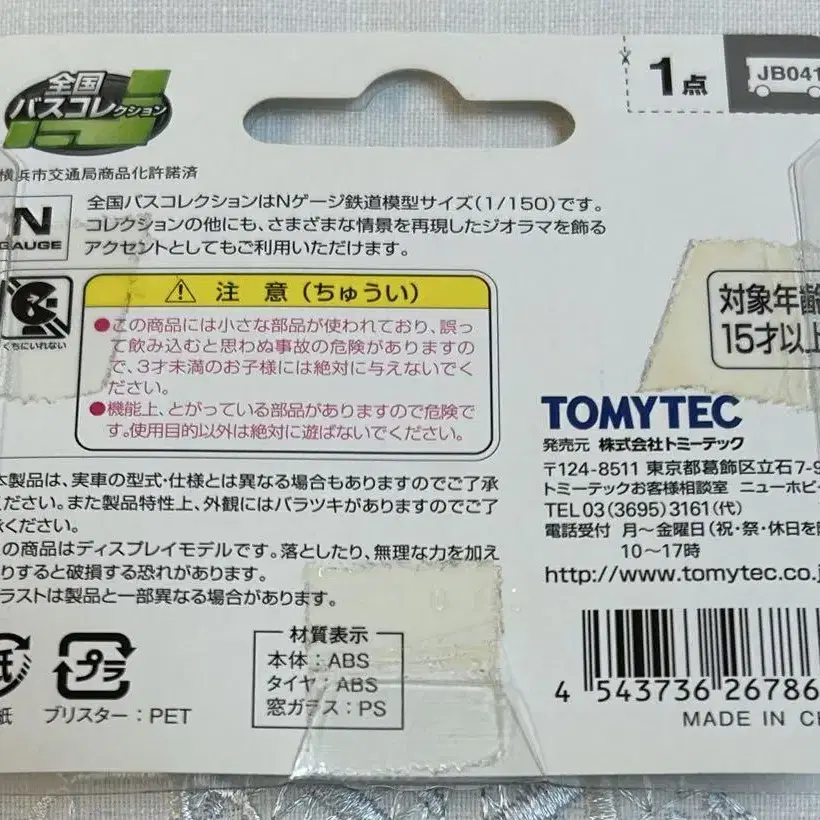 全国
バスコレクション
1点
JB041
横浜市交通局商品化許諾済
N
GAUGE
全国バスコレクションはNゲージ鉄道模型サイズ(1/150)です。
コレクションの他にも、さまざまな情景を再現したジオラマを飾る
アクセントとしてもご利用いただけます。
くちにいれない
注 意 (ちゅうい)
●この商品には小さな部品が使われており、誤っ
て飲み込むと思わぬ事故の危険がありますの
で、3才未満のお子様には絶対に与えないでく
ださい。
●機能上、とがっている部品がありますので危険で
す。使用目的以外は絶対に遊ばないでください。
対象年齢
15才以上
TOMYTEC
発売元 株式会社トミーテック
〒124-8511 東京都葛飾区立石7-9
トミーテックお客様相談室 ニューホビー
TEL 03(3695)3161(代)
電話受付 月~金曜日(祝・祭・休日を除
10~17時
http://www.tomytec.co.j
本製品は、実車の型式・仕様とは異なる場合もありますのでご了承
ください。また製品特性上、外観にはバラツキがありますのでご了
承ください。
の商品はディスプレイモデルです。落としたり、無理な力を加え
りすると破損する恐れがあります。
ラストは製品と一部異なる場合があります。
紙
紙
プラ
ブリスター:PET
材質表示
本体:ABS
タイヤ:ABS
窓ガラス:PS
4 543736 26786
MADE IN CH